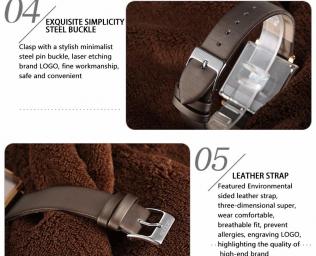 04
EXQUISITE SIMPLICITY
STEEL BUCKLE
Clasp with a stylish minimalist
steel pin buckle, laser etching
brand LOGO, fine workmanship,
safe and convenient
05
LEATHER STRAP
Featured Environmental
sided leather strap,
three-dimensional super,
wear comfortable,
breathable fit, prevent
allergies, engraving LOGO,
highlighting the quality of
high-end brand